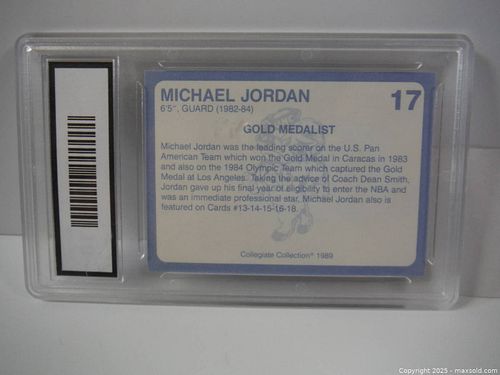 MICHAEL JORDAN
17
6'5", GUARD (1982-84)
GOLD MEDALIST
Michael Jordan was the leading scorer on the U.S. Pan
American Team which won the Gold Medal in Caracas in 1983
and also on the 1984 Olympic Team which captured the Gold
Medal at Los Angeles. Taking the advice of Coach Dean Smith,
Jordan gave up his final year of eligibility to enter the NBA and
was an immediate professional star. Michael Jordan also is
featured on Cards #13-14-15-16-18.
Collegiate Collection® 1989
Copyright 2025 - maxsold.com